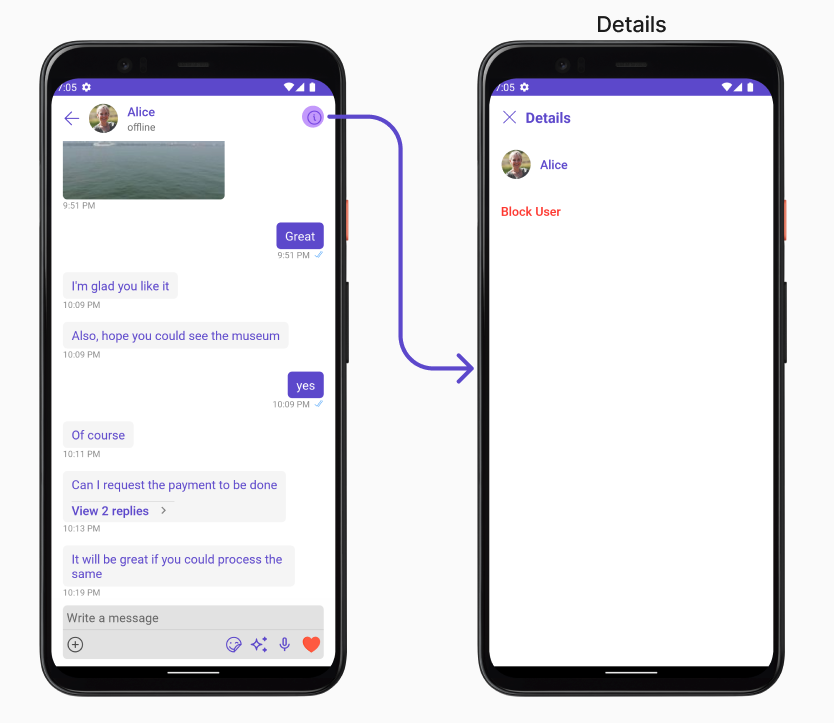 Details
7:05
Alice
offline
9:51 PM
Great
9:51 PM
I'm glad you like it
10:09 PM
Also, hope you could see the museum
10:09 PM
yes
10:09 PM
Of course
10:11 PM
Can I request the payment to be done
View 2 replies
10:13 PM
It will be great if you could process the
same
10:19 PM
Write a message
7:05
Details
Alice
Block User